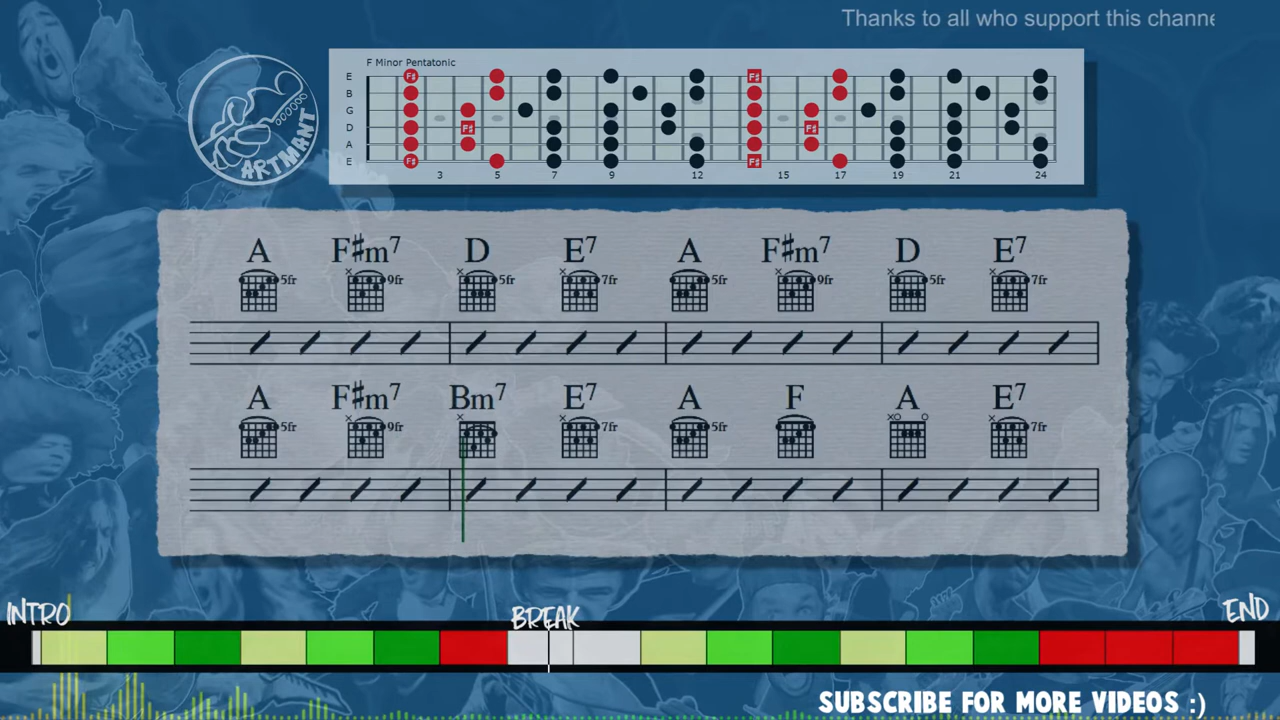 Thanks to all who support this channe
F Minor Pentatonic
E F# F#
B
G
D F# F#
A
E F# F#
3 5 7 9 12 15 17 19 21 24
ARTMANT
A F#m7 D E7 A F#m7 D E7
5fr ×9fr ×5fr ×7fr 5fr ×9fr ×5fr ×7fr
A F#m7 Bm7 E7 A F A E7
5fr ×9fr × ×7fr 5fr ×○ ○ ×7fr
INTRO BREAK END
SUBSCRIBE FOR MORE VIDEOS :)